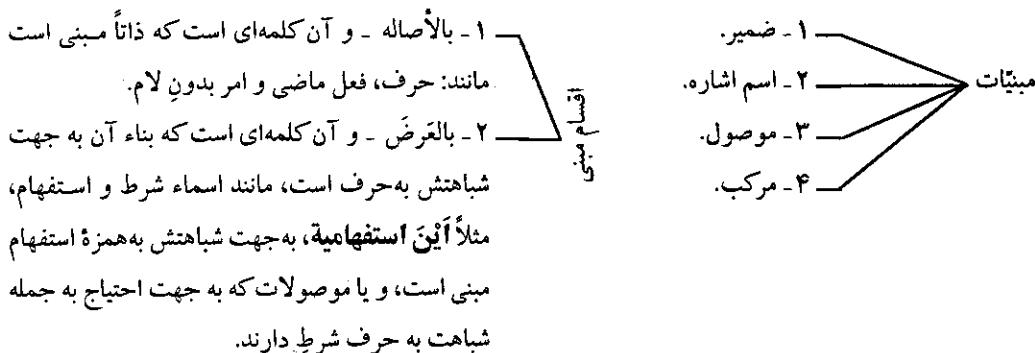 مبنیّات
۱ ـ ضمیر.
۲ ـ اسم اشاره.
۳ ـ موصول.
۴ ـ مرکب.
اقسام مبنی
۱ ـ بالأصاله ـ و آن کلمه‌ای است که ذاتاً مبنی است
مانند: حرف، فعل ماضی و امر بدونِ لام.
۲ ـ بالعَرضَ ـ و آن کلمه‌ای است که بناء آن به جهت
شباهتش به‌حرف است، مانند اسماء شرط و استفهام،
مثلاً اَیْنَ استفهامیة، به‌جهت شباهتش به‌همزهٔ استفهام
مبنی است، و یا موصولات که به جهت احتیاج به جمله
شباهت به حرف شرطِ دارند.